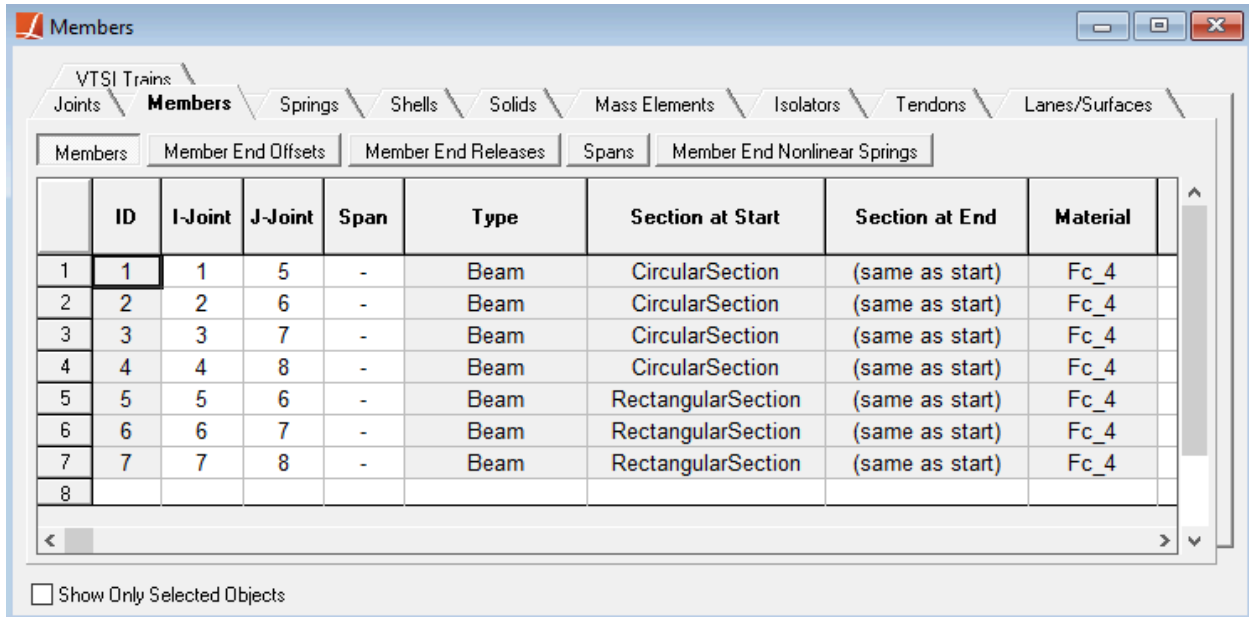 Members
VTSI Trains
Joints Members Springs Shells Solids Mass Elements Isolators Tendons Lanes/Surfaces
Members Member End Offsets Member End Releases Spans Member End Nonlinear Springs
ID I-Joint J-Joint Span Type Section at Start Section at End Material
1 1 1 5 - Beam CircularSection (same as start) Fc_4
2 2 2 6 - Beam CircularSection (same as start) Fc_4
3 3 3 7 - Beam CircularSection (same as start) Fc_4
4 4 4 8 - Beam CircularSection (same as start) Fc_4
5 5 5 6 - Beam RectangularSection (same as start) Fc_4
6 6 6 7 - Beam RectangularSection (same as start) Fc_4
7 7 7 8 - Beam RectangularSection (same as start) Fc_4
8
Show Only Selected Objects